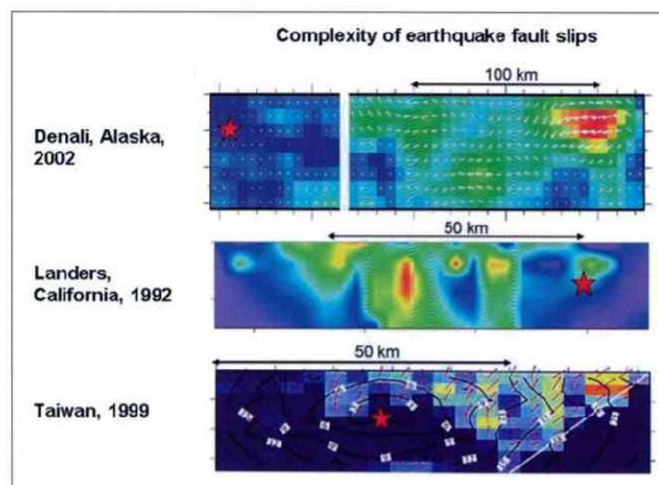 Complexity of earthquake fault slips
100 km
Denali, Alaska,
2002
50 km
Landers,
California, 1992
50 km
Taiwan, 1999